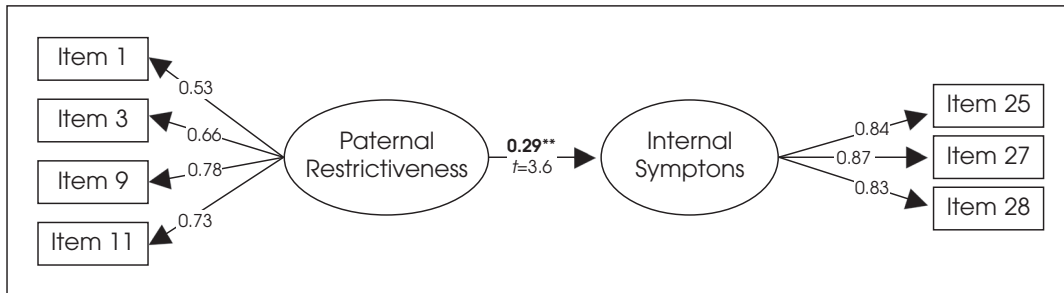 Item 1
Item 3
Item 9
Item 11
0.53
0.66
0.78
0.73
Paternal
Restrictiveness
0.29**
t=3.6
Internal
Symptons
0.84
0.87
0.83
Item 25
Item 27
Item 28